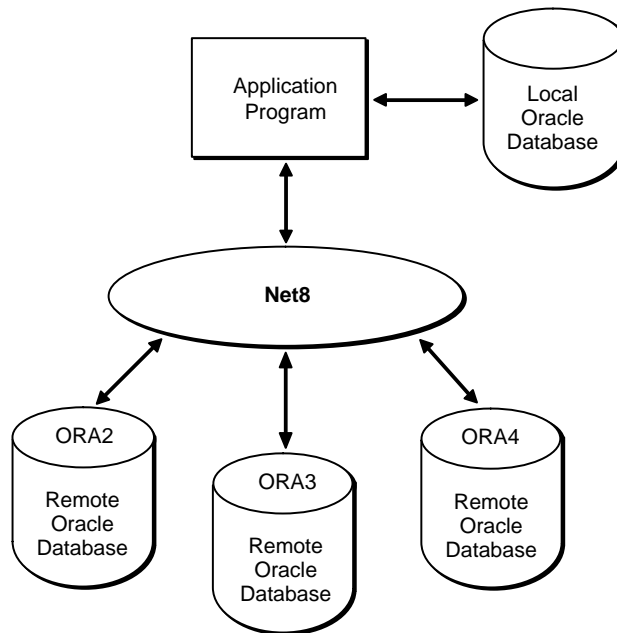 Application
Program
Local
Oracle
Database
Net8
ORA2
Remote
Oracle
Database
ORA3
Remote
Oracle
Database
ORA4
Remote
Oracle
Database